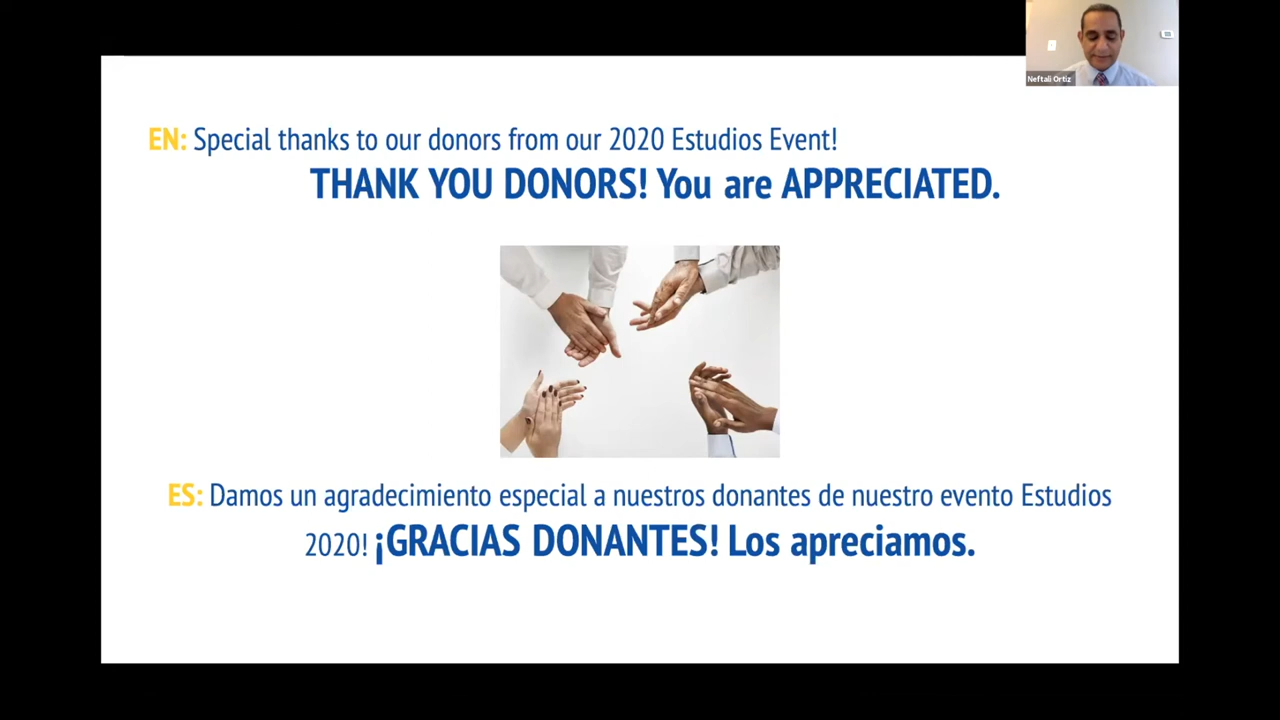 Neftali Ortiz
EN: Special thanks to our donors from our 2020 Estudios Event!
THANK YOU DONORS! You are APPRECIATED.
ES: Damos un agradecimiento especial a nuestros donantes de nuestro evento Estudios
2020! ¡GRACIAS DONANTES! Los apreciamos.